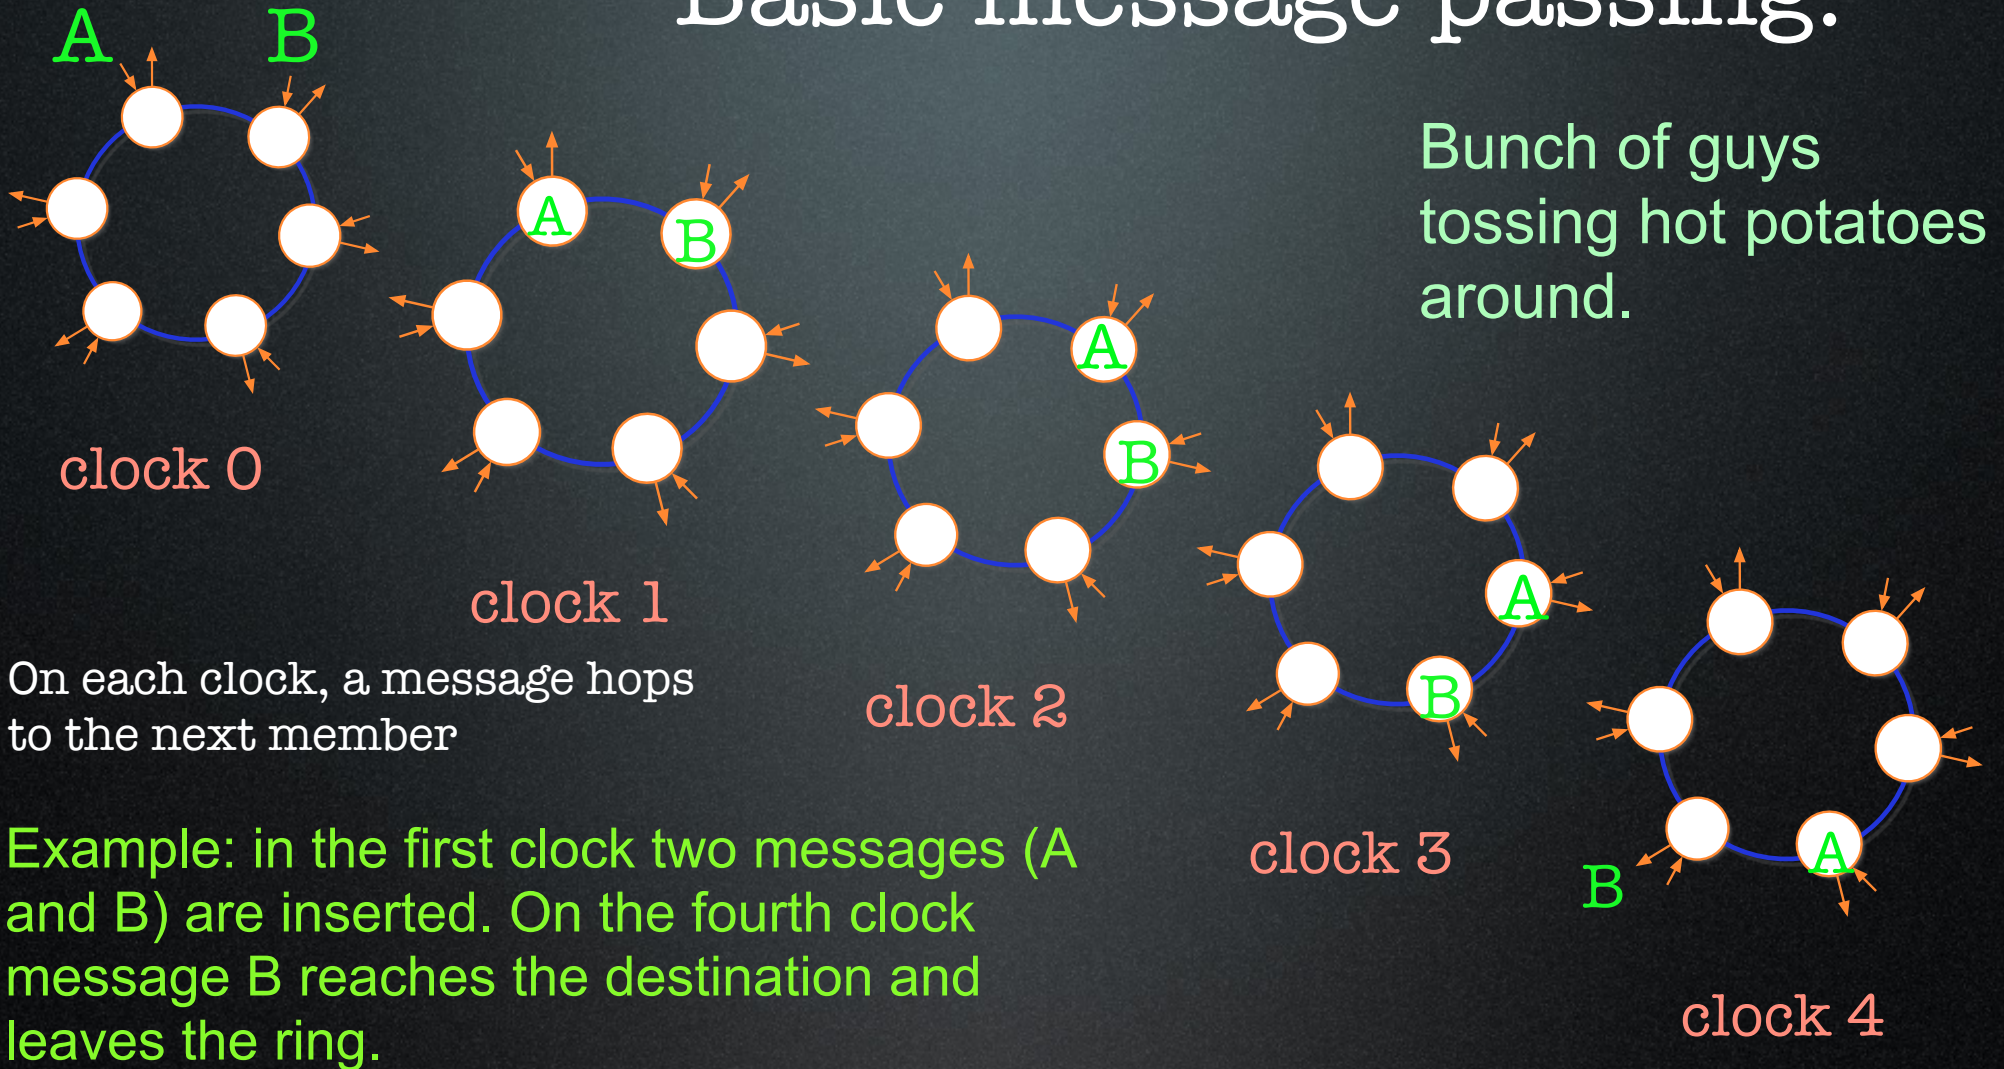 Basic message passing.
A B
Bunch of guys
tossing hot potatoes
around.
A
B
A
B
clock 0
clock 1
A
B
On each clock, a message hops
to the next member
clock 2
Example: in the first clock two messages (A
and B) are inserted. On the fourth clock
message B reaches the destination and
leaves the ring.
clock 3
A
B
clock 4